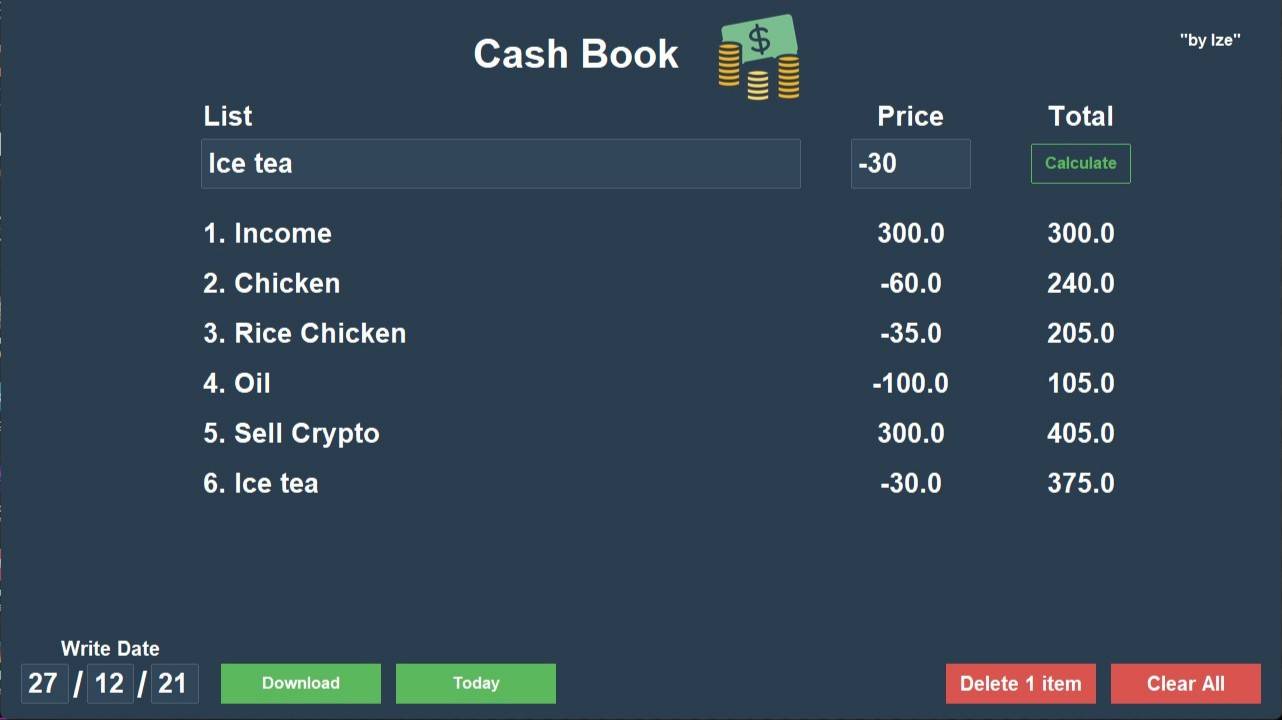 Cash Book
$
"by Ize"
List Price Total
Ice tea -30 Calculate
1. Income 300.0 300.0
2. Chicken -60.0 240.0
3. Rice Chicken -35.0 205.0
4. Oil -100.0 105.0
5. Sell Crypto 300.0 405.0
6. Ice tea -30.0 375.0
Write Date
27 / 12 / 21 Download Today Delete 1 item Clear All